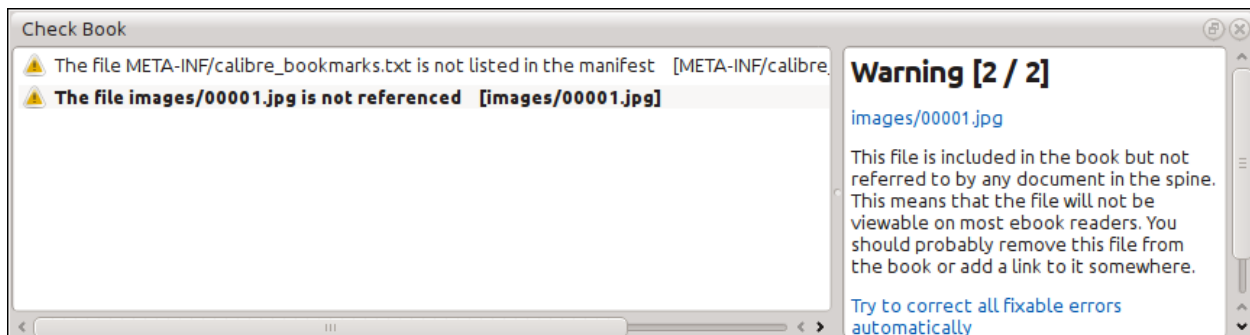 Check Book
The file META-INF/calibre_bookmarks.txt is not listed in the manifest [META-INF/calibre_
The file images/00001.jpg is not referenced [images/00001.jpg]
Warning [2 / 2]
images/00001.jpg
This file is included in the book but not
referred to by any document in the spine.
This means that the file will not be
viewable on most ebook readers. You
should probably remove this file from
the book or add a link to it somewhere.
Try to correct all fixable errors
automatically